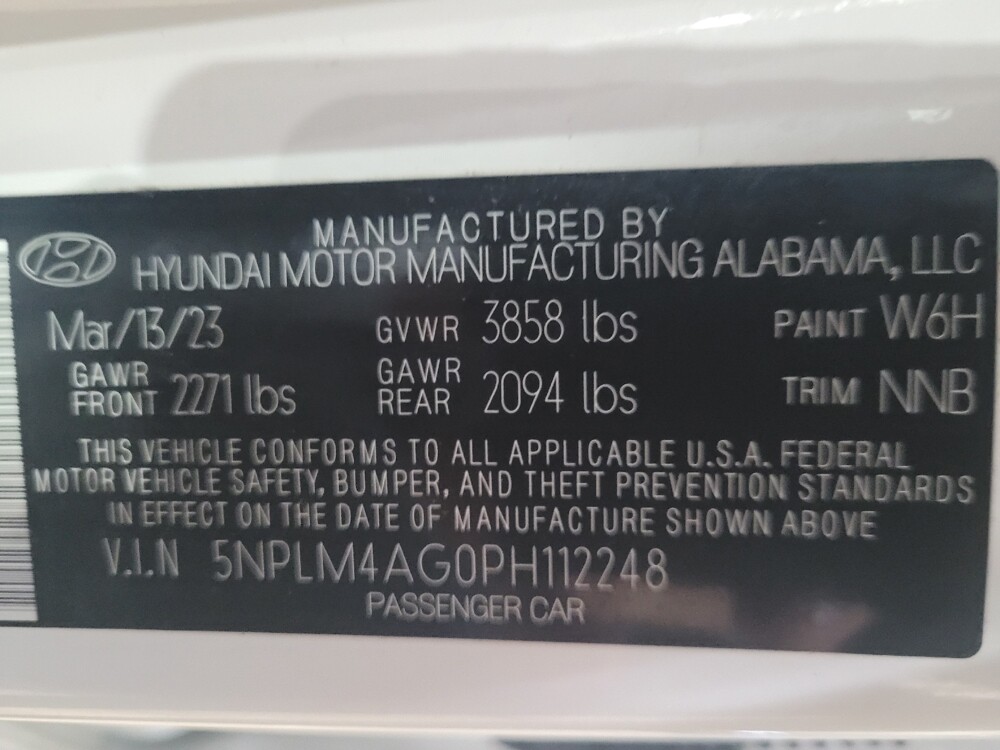 MANUFACTURED BY
HYUNDAI MOTOR MANUFACTURING ALABAMA, LLC
Mar/13/23 GVWR 3858 lbs PAINT W6H
GAWR FRONT 2271 lbs GAWR REAR 2094 lbs TRIM NNB
THIS VEHICLE CONFORMS TO ALL APPLICABLE U.S.A. FEDERAL
MOTOR VEHICLE SAFETY, BUMPER, AND THEFT PREVENTION STANDARDS
IN EFFECT ON THE DATE OF MANUFACTURE SHOWN ABOVE
V.I.N 5NPLM4AG0PH112248
PASSENGER CAR